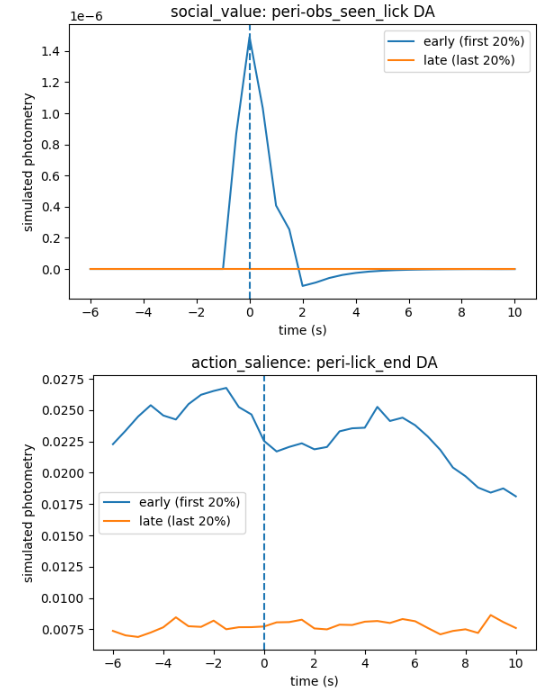 social_value: peri-obs_seen_lick DA
1e−6
early (first 20%)
late (last 20%)
1.4
1.2
1.0
0.8
0.6
0.4
0.2
0.0
simulated photometry
−6 −4 −2 0 2 4 6 8 10
time (s)
action_salience: peri-lick_end DA
0.0275
0.0250
0.0225
0.0200
0.0175
0.0150
0.0125
0.0100
0.0075
simulated photometry
early (first 20%)
late (last 20%)
−6 −4 −2 0 2 4 6 8 10
time (s)